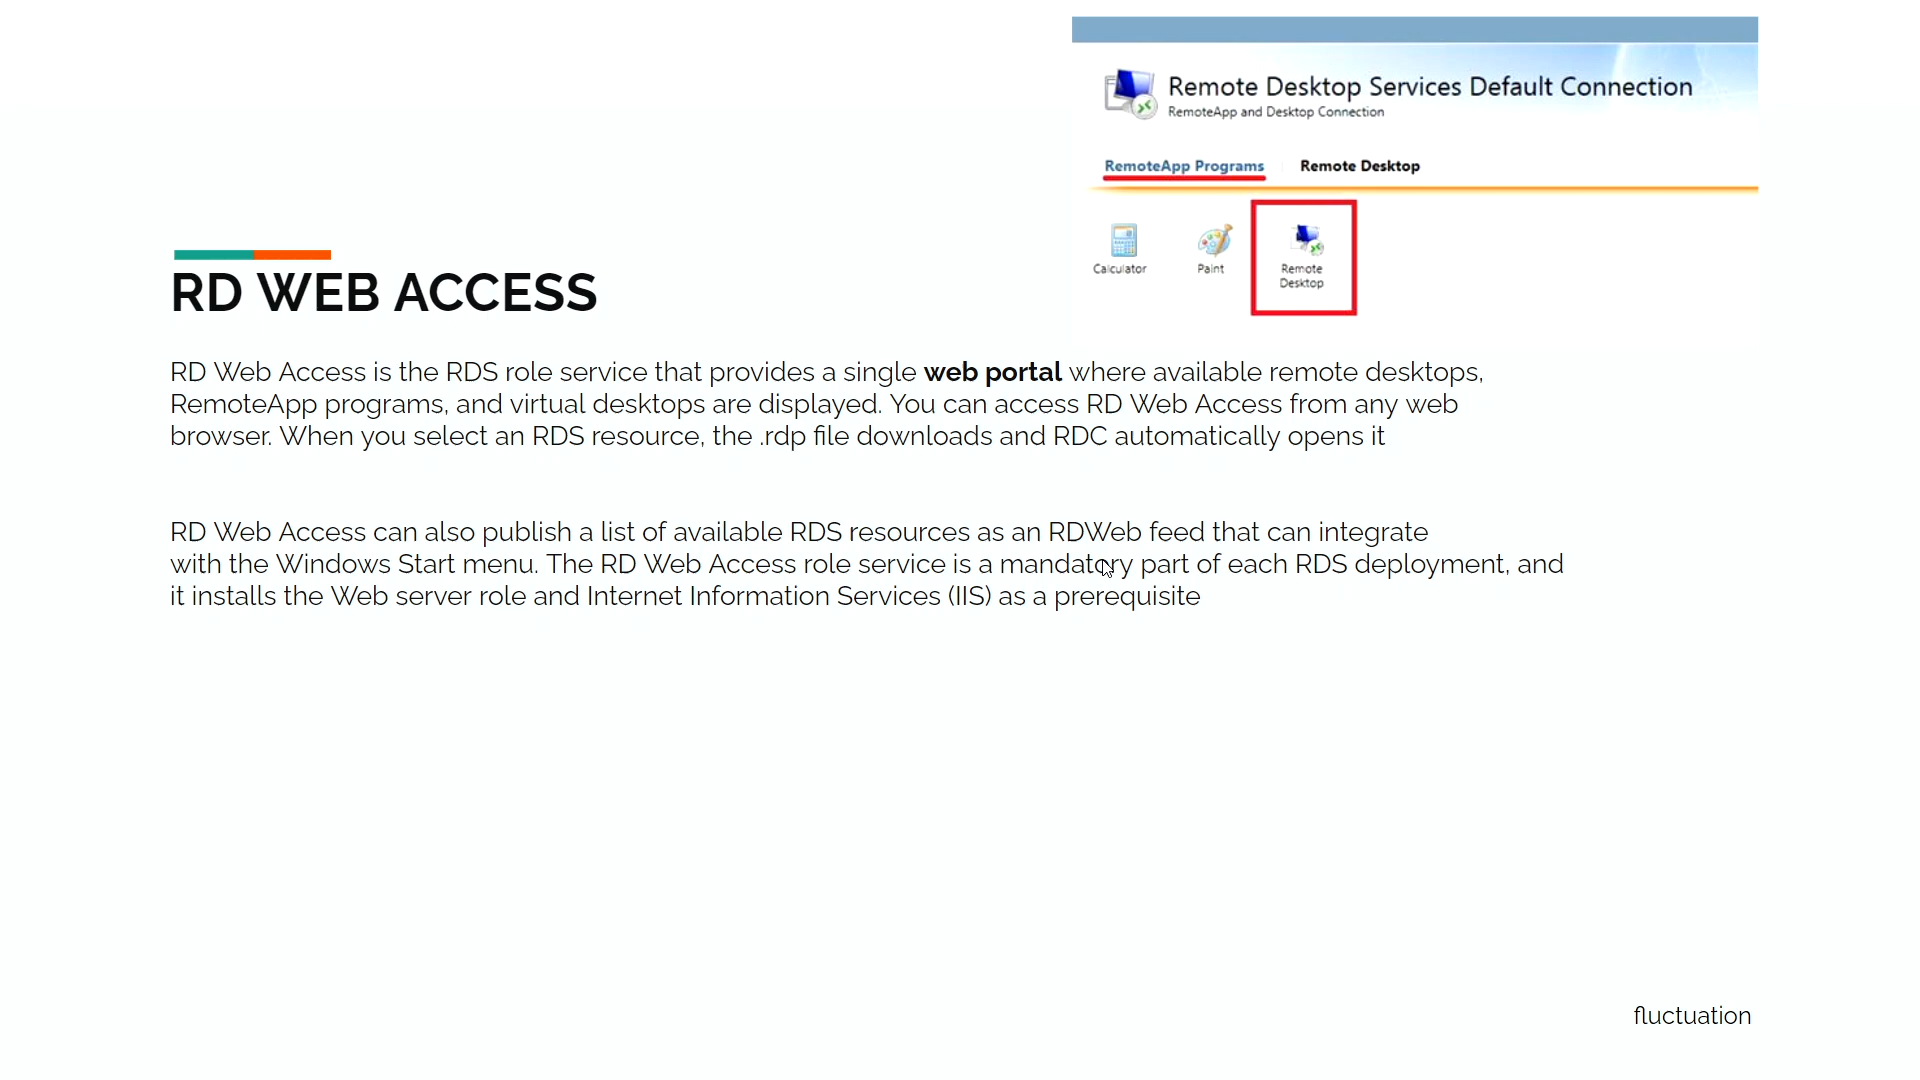 Remote Desktop Services Default Connection
RemoteApp and Desktop Connection
RemoteApp Programs Remote Desktop
Calculator Paint Remote Desktop
RD WEB ACCESS
RD Web Access is the RDS role service that provides a single web portal where available remote desktops,
RemoteApp programs, and virtual desktops are displayed. You can access RD Web Access from any web
browser. When you select an RDS resource, the .rdp file downloads and RDC automatically opens it
RD Web Access can also publish a list of available RDS resources as an RDWeb feed that can integrate
with the Windows Start menu. The RD Web Access role service is a mandatory part of each RDS deployment, and
it installs the Web server role and Internet Information Services (IIS) as a prerequisite
fluctuation